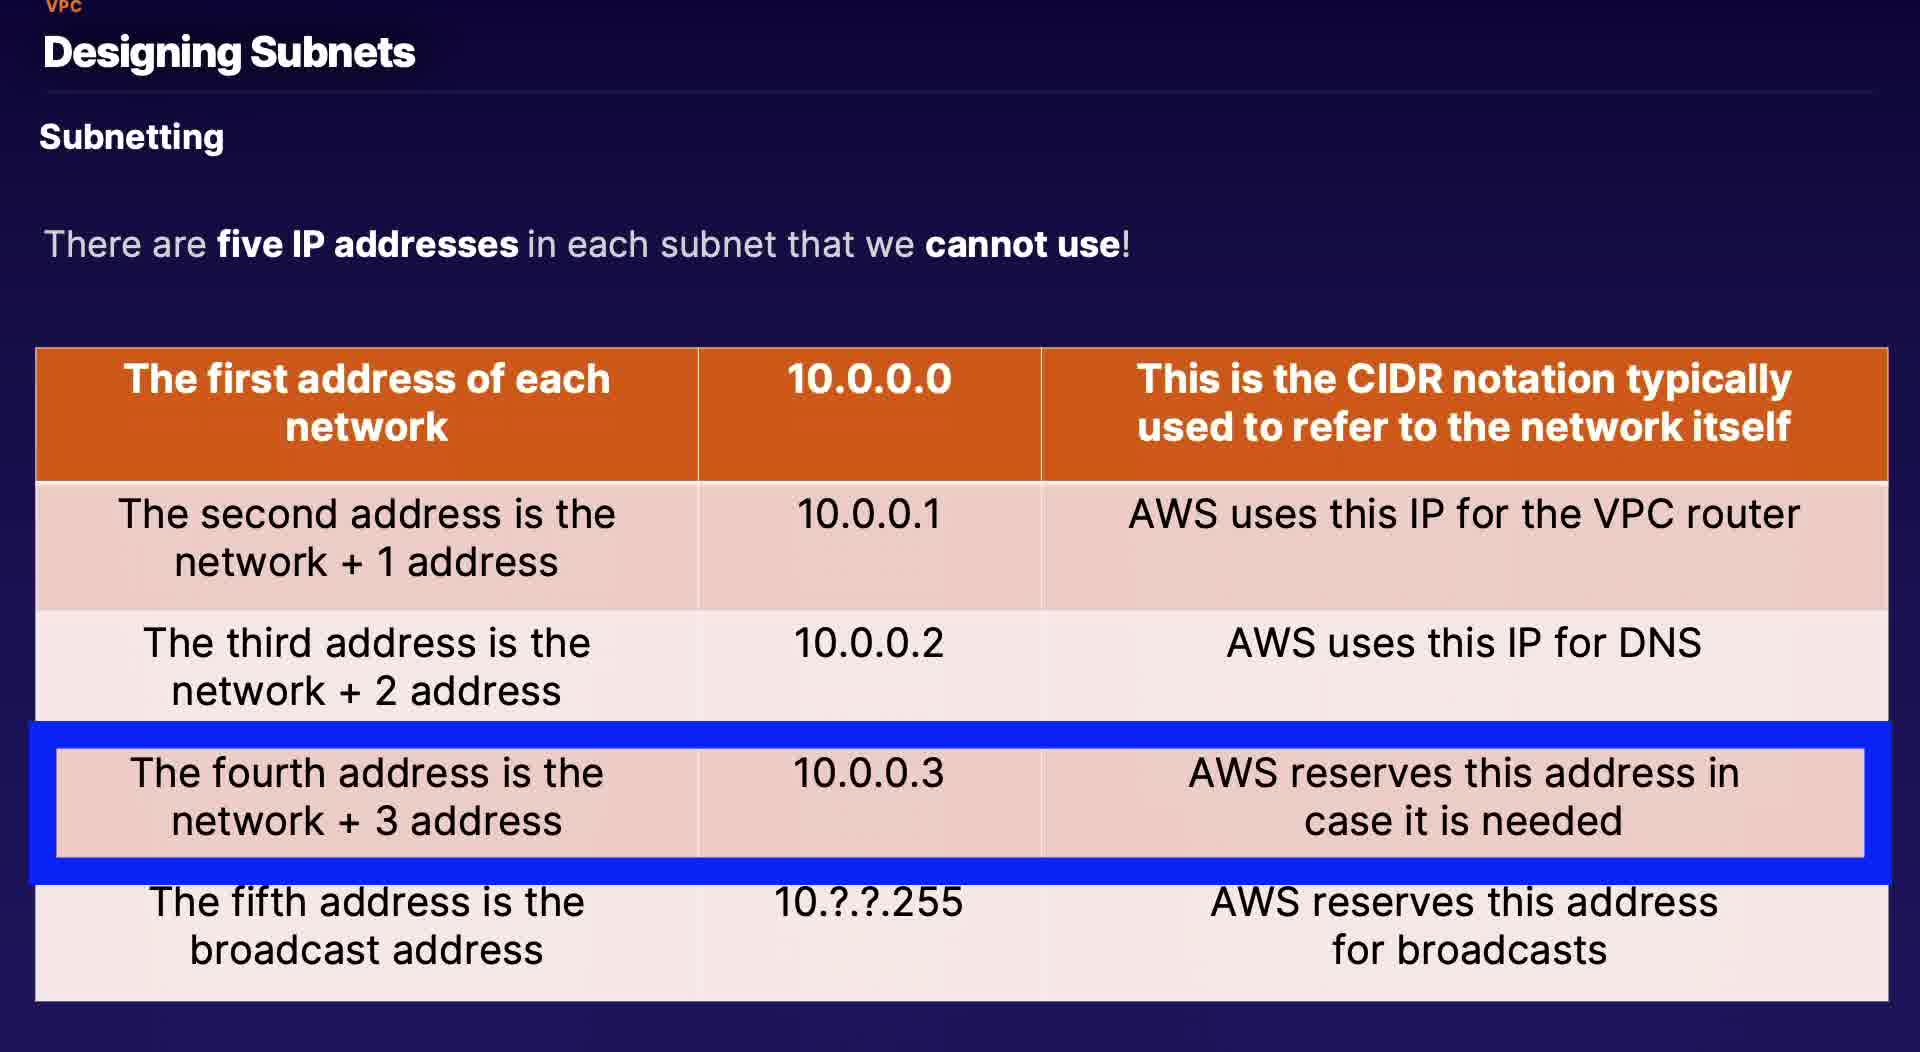 VPC
Designing Subnets
Subnetting
There are five IP addresses in each subnet that we cannot use!
The first address of each
network
10.0.0.0
This is the CIDR notation typically
used to refer to the network itself
The second address is the
network + 1 address
10.0.0.1
AWS uses this IP for the VPC router
The third address is the
network + 2 address
10.0.0.2
AWS uses this IP for DNS
The fourth address is the
network + 3 address
10.0.0.3
AWS reserves this address in
case it is needed
The fifth address is the
broadcast address
10.?.?.255
AWS reserves this address
for broadcasts